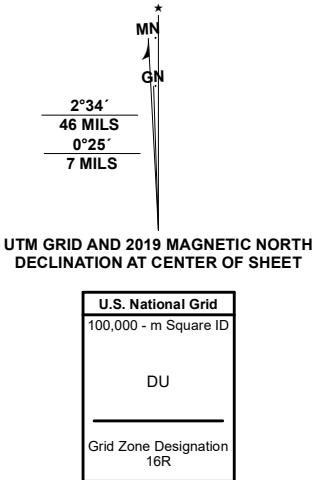 MN
GN
2°34´
46 MILS
0°25´
7 MILS
UTM GRID AND 2019 MAGNETIC NORTH
DECLINATION AT CENTER OF SHEET
U.S. National Grid
100,000 - m Square ID
DU
Grid Zone Designation
16R